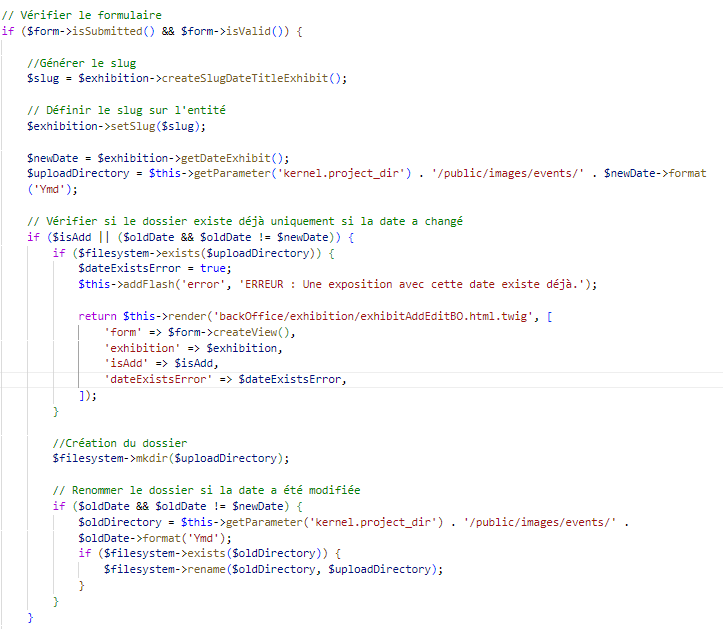 // Vérifier le formulaire
if ($form->isSubmitted() && $form->isValid()) {
//Générer le slug
$slug = $exhibition->createSlugDateTitleExhibit();
// Définir le slug sur l'entité
$exhibition->setSlug($slug);
$newDate = $exhibition->getDateExhibit();
$uploadDirectory = $this->getParameter('kernel.project_dir') . '/public/images/events/' . $newDate->format
('Ymd');
// Vérifier si le dossier existe déjà uniquement si la date a changé
if ($isAdd || ($oldDate && $oldDate != $newDate)) {
if ($filesystem->exists($uploadDirectory)) {
$dateExistsError = true;
$this->addFlash('error', 'ERREUR : Une exposition avec cette date existe déjà.');
return $this->render('backOffice/exhibition/exhibitAddEditBO.html.twig', [
'form' => $form->createView(),
'exhibition' => $exhibition,
'isAdd' => $isAdd,
'dateExistsError' => $dateExistsError,
]);
}
//Création du dossier
$filesystem->mkdir($uploadDirectory);
// Renommer le dossier si la date a été modifiée
if ($oldDate && $oldDate != $newDate) {
$oldDirectory = $this->getParameter('kernel.project_dir') . '/public/images/events/' .
$oldDate->format('Ymd');
if ($filesystem->exists($oldDirectory)) {
$filesystem->rename($oldDirectory, $uploadDirectory);
}
}
}